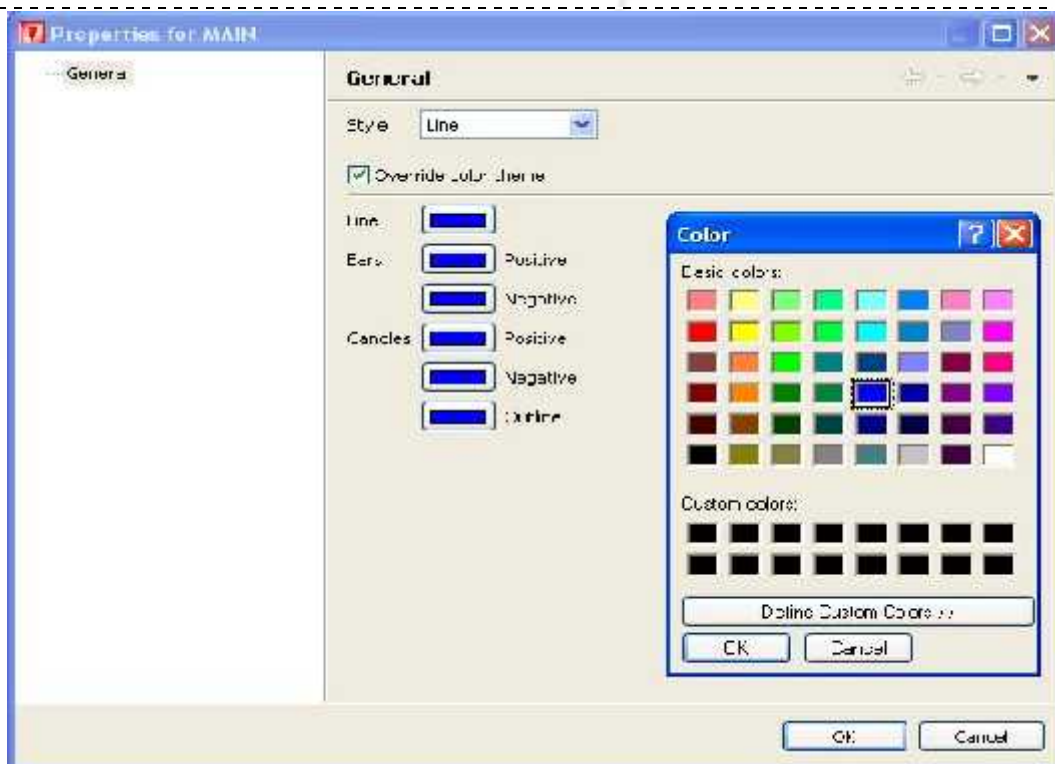 Properties for MAIN
General
General
Style Line
Override color theme
Line
Bars Positive
Negative
Candles Positive
Negative
Outline
Color
Basic colors:
Custom colors:
Define Custom Colors >>
OK Cancel
OK Cancel